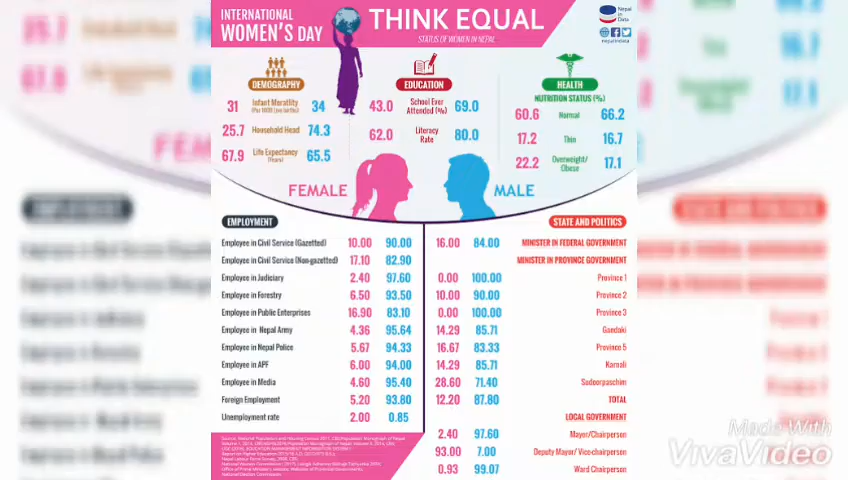 INTERNATIONAL
WOMEN'S DAY
THINK EQUAL
STATUS OF WOMEN IN NEPAL
Nepal
in
Data
nepalindata
DEMOGRAPHY
31 Infant Moratlity 34
(Per 1000 Live births)
25.7 Household Head 74.3
67.9 Life Expectancy 65.5
(Years)
EDUCATION
43.0 School Ever 69.0
Attended (%)
62.0 Literacy 80.0
Rate
HEALTH
NUTRITION STATUS (%)
60.6 Normal 66.2
17.2 Thin 16.7
22.2 Overweight/ 17.1
Obese
FEMALE MALE
EMPLOYMENT
Employee in Civil Service (Gazetted) 10.00 90.00
Employee in Civil Service (Non-gazetted) 17.10 82.90
Employee in Judiciary 2.40 97.60
Employee in Forestry 6.50 93.50
Employee in Public Enterprises 16.90 83.10
Employee in Nepal Army 4.36 95.64
Employee in Nepal Police 5.67 94.33
Employee in APF 6.00 94.00
Employee in Media 4.60 95.40
Foreign Employment 5.20 93.80
Unemployment rate 2.00 0.85
STATE AND POLITICS
16.00 84.00 MINISTER IN FEDERAL GOVERNMENT
MINISTER IN PROVINCE GOVERNMENT
0.00 100.00 Province 1
10.00 90.00 Province 2
0.00 100.00 Province 3
14.29 85.71 Gandaki
16.67 83.33 Province 5
14.29 85.71 Karnali
28.60 71.40 Sudoorpaschim
12.20 87.80 TOTAL
LOCAL GOVERNMENT
2.40 97.60 Mayor/Chairperson
93.00 7.00 Deputy Mayor/ Vice-chairperson
0.93 99.07 Ward Chairperson
Made With
VivaVideo